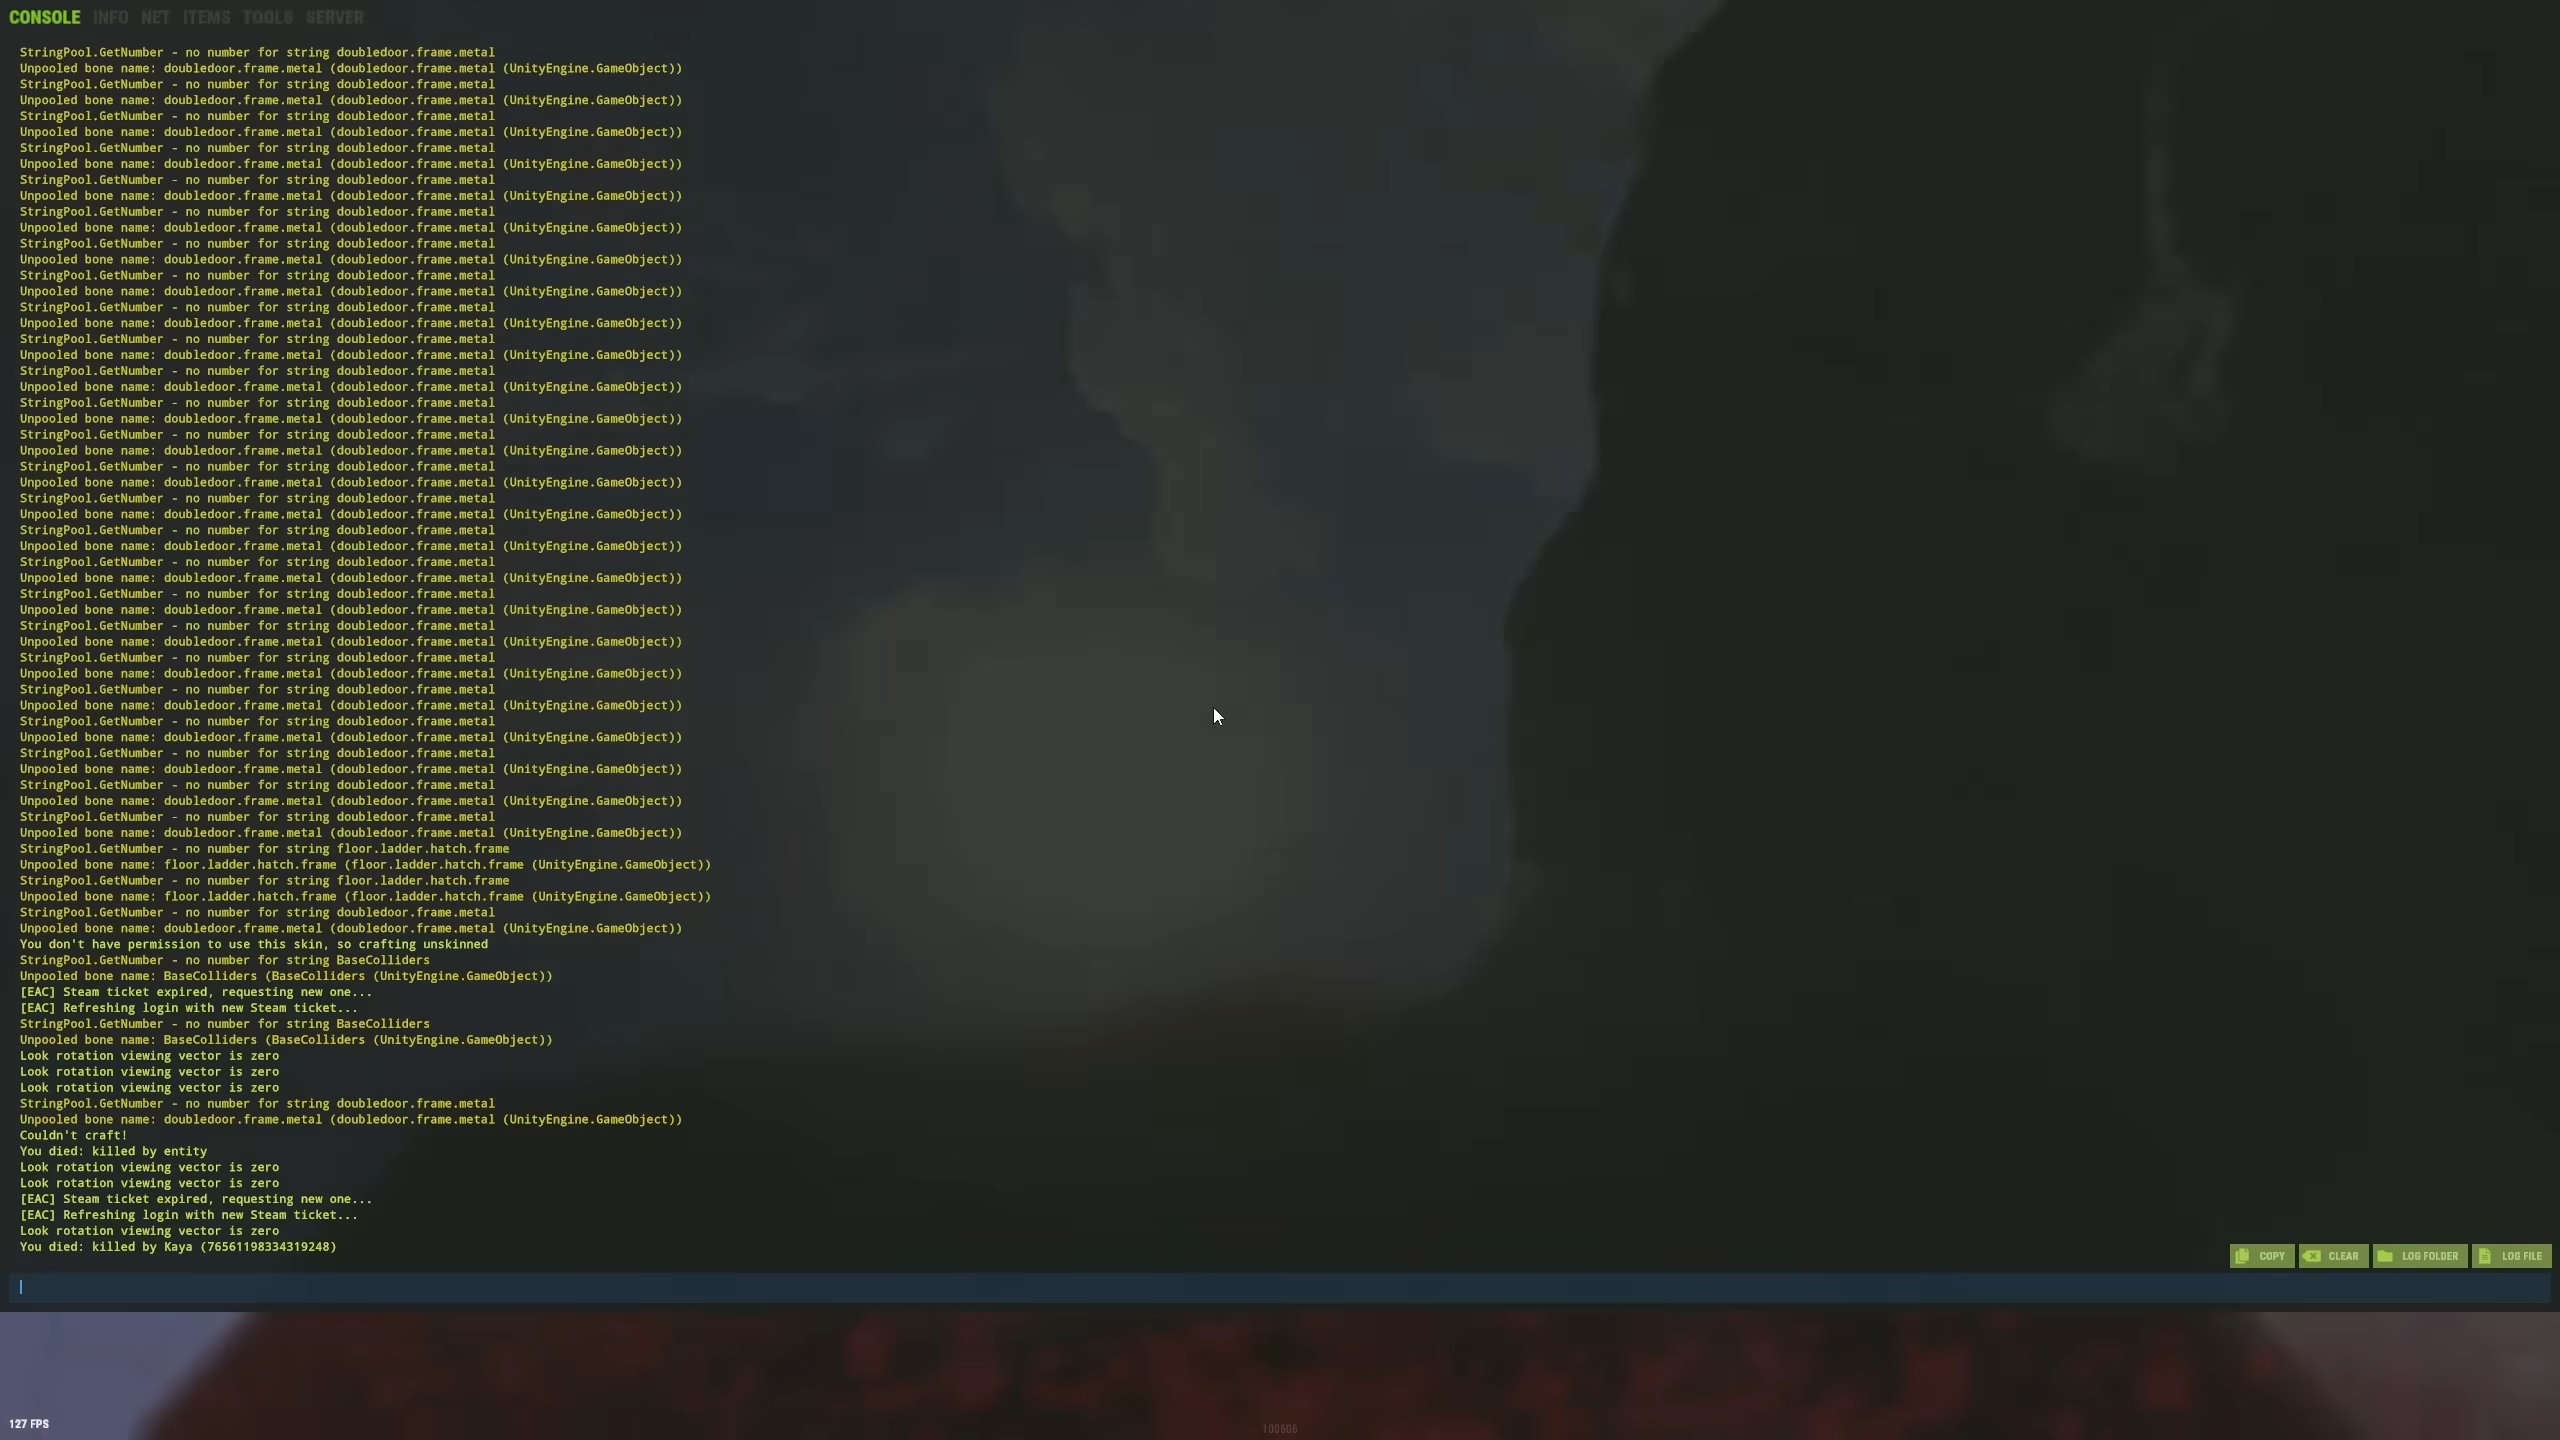 CONSOLE INFO NET ITEMS TOOLS SERVER
StringPool.GetNumber - no number for string doubledoor.frame.metal
Unpooled bone name: doubledoor.frame.metal (doubledoor.frame.metal (UnityEngine.GameObject))
StringPool.GetNumber - no number for string doubledoor.frame.metal
Unpooled bone name: doubledoor.frame.metal (doubledoor.frame.metal (UnityEngine.GameObject))
StringPool.GetNumber - no number for string doubledoor.frame.metal
Unpooled bone name: doubledoor.frame.metal (doubledoor.frame.metal (UnityEngine.GameObject))
StringPool.GetNumber - no number for string doubledoor.frame.metal
Unpooled bone name: doubledoor.frame.metal (doubledoor.frame.metal (UnityEngine.GameObject))
StringPool.GetNumber - no number for string doubledoor.frame.metal
Unpooled bone name: doubledoor.frame.metal (doubledoor.frame.metal (UnityEngine.GameObject))
StringPool.GetNumber - no number for string doubledoor.frame.metal
Unpooled bone name: doubledoor.frame.metal (doubledoor.frame.metal (UnityEngine.GameObject))
StringPool.GetNumber - no number for string doubledoor.frame.metal
Unpooled bone name: doubledoor.frame.metal (doubledoor.frame.metal (UnityEngine.GameObject))
StringPool.GetNumber - no number for string doubledoor.frame.metal
Unpooled bone name: doubledoor.frame.metal (doubledoor.frame.metal (UnityEngine.GameObject))
StringPool.GetNumber - no number for string doubledoor.frame.metal
Unpooled bone name: doubledoor.frame.metal (doubledoor.frame.metal (UnityEngine.GameObject))
StringPool.GetNumber - no number for string doubledoor.frame.metal
Unpooled bone name: doubledoor.frame.metal (doubledoor.frame.metal (UnityEngine.GameObject))
StringPool.GetNumber - no number for string doubledoor.frame.metal
Unpooled bone name: doubledoor.frame.metal (doubledoor.frame.metal (UnityEngine.GameObject))
StringPool.GetNumber - no number for string doubledoor.frame.metal
Unpooled bone name: doubledoor.frame.metal (doubledoor.frame.metal (UnityEngine.GameObject))
StringPool.GetNumber - no number for string doubledoor.frame.metal
Unpooled bone name: doubledoor.frame.metal (doubledoor.frame.metal (UnityEngine.GameObject))
StringPool.GetNumber - no number for string doubledoor.frame.metal
Unpooled bone name: doubledoor.frame.metal (doubledoor.frame.metal (UnityEngine.GameObject))
StringPool.GetNumber - no number for string doubledoor.frame.metal
Unpooled bone name: doubledoor.frame.metal (doubledoor.frame.metal (UnityEngine.GameObject))
StringPool.GetNumber - no number for string doubledoor.frame.metal
Unpooled bone name: doubledoor.frame.metal (doubledoor.frame.metal (UnityEngine.GameObject))
StringPool.GetNumber - no number for string doubledoor.frame.metal
Unpooled bone name: doubledoor.frame.metal (doubledoor.frame.metal (UnityEngine.GameObject))
StringPool.GetNumber - no number for string doubledoor.frame.metal
Unpooled bone name: doubledoor.frame.metal (doubledoor.frame.metal (UnityEngine.GameObject))
StringPool.GetNumber - no number for string doubledoor.frame.metal
Unpooled bone name: doubledoor.frame.metal (doubledoor.frame.metal (UnityEngine.GameObject))
StringPool.GetNumber - no number for string doubledoor.frame.metal
Unpooled bone name: doubledoor.frame.metal (doubledoor.frame.metal (UnityEngine.GameObject))
StringPool.GetNumber - no number for string doubledoor.frame.metal
Unpooled bone name: doubledoor.frame.metal (doubledoor.frame.metal (UnityEngine.GameObject))
StringPool.GetNumber - no number for string doubledoor.frame.metal
Unpooled bone name: doubledoor.frame.metal (doubledoor.frame.metal (UnityEngine.GameObject))
StringPool.GetNumber - no number for string doubledoor.frame.metal
Unpooled bone name: doubledoor.frame.metal (doubledoor.frame.metal (UnityEngine.GameObject))
StringPool.GetNumber - no number for string doubledoor.frame.metal
Unpooled bone name: doubledoor.frame.metal (doubledoor.frame.metal (UnityEngine.GameObject))
StringPool.GetNumber - no number for string doubledoor.frame.metal
Unpooled bone name: doubledoor.frame.metal (doubledoor.frame.metal (UnityEngine.GameObject))
StringPool.GetNumber - no number for string floor.ladder.hatch.frame
Unpooled bone name: floor.ladder.hatch.frame (floor.ladder.hatch.frame (UnityEngine.GameObject))
StringPool.GetNumber - no number for string floor.ladder.hatch.frame
Unpooled bone name: floor.ladder.hatch.frame (floor.ladder.hatch.frame (UnityEngine.GameObject))
StringPool.GetNumber - no number for string doubledoor.frame.metal
Unpooled bone name: doubledoor.frame.metal (doubledoor.frame.metal (UnityEngine.GameObject))
You don't have permission to use this skin, so crafting unskinned
StringPool.GetNumber - no number for string BaseColliders
Unpooled bone name: BaseColliders (BaseColliders (UnityEngine.GameObject))
[EAC] Steam ticket expired, requesting new one...
[EAC] Refreshing login with new Steam ticket...
StringPool.GetNumber - no number for string BaseColliders
Unpooled bone name: BaseColliders (BaseColliders (UnityEngine.GameObject))
Look rotation viewing vector is zero
Look rotation viewing vector is zero
Look rotation viewing vector is zero
StringPool.GetNumber - no number for string doubledoor.frame.metal
Unpooled bone name: doubledoor.frame.metal (doubledoor.frame.metal (UnityEngine.GameObject))
Couldn't craft!
You died: killed by entity
Look rotation viewing vector is zero
Look rotation viewing vector is zero
[EAC] Steam ticket expired, requesting new one...
[EAC] Refreshing login with new Steam ticket...
Look rotation viewing vector is zero
You died: killed by Kaya (76561198334319248)
COPY CLEAR LOG FOLDER LOG FILE
127 FPS
100606